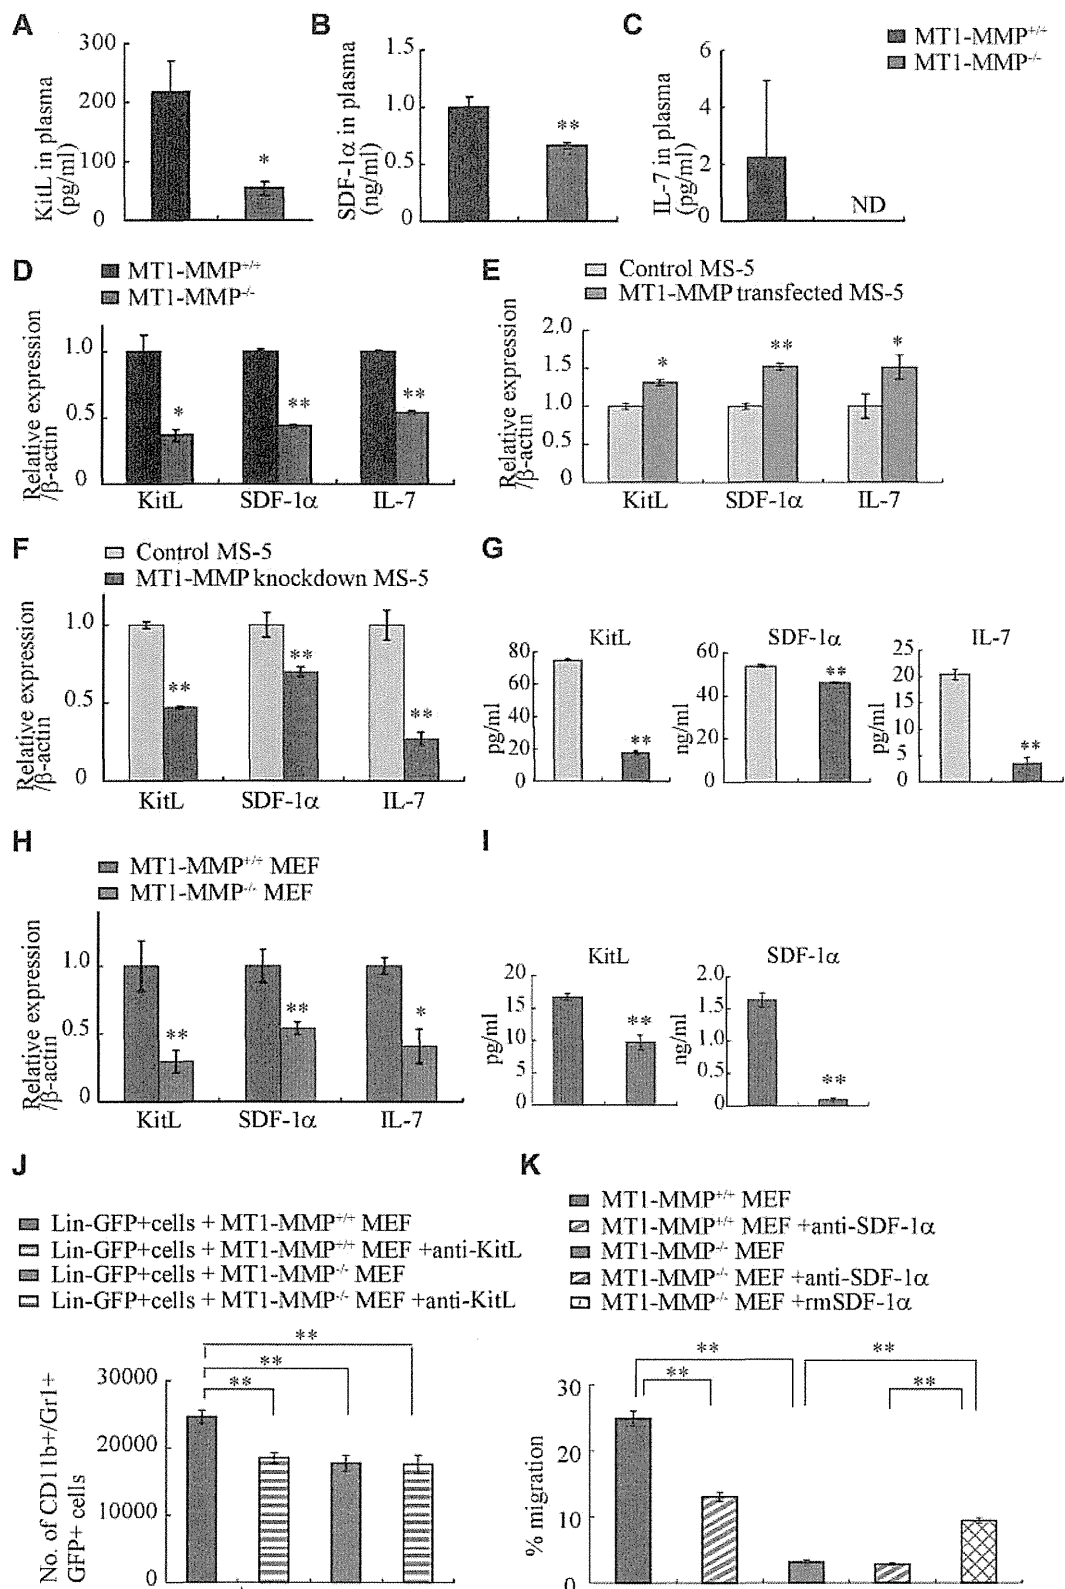 A
B
C
MT1-MMP+/+
MT1-MMP-/-
KitL in plasma
(pg/ml)
300
200
100
0
*
SDF-1α in plasma
(ng/ml)
1.5
1.0
0.5
0
**
IL-7 in plasma
(pg/ml)
6
4
2
0
ND
D
MT1-MMP+/+
MT1-MMP-/-
Relative expression
/β-actin
1.0
0.5
0
*
**
**
KitL
SDF-1α
IL-7
E
Control MS-5
MT1-MMP transfected MS-5
Relative expression
/β-actin
2.0
1.5
1.0
0.5
0
*
**
*
KitL
SDF-1α
IL-7
F
Control MS-5
MT1-MMP knockdown MS-5
Relative expression
/β-actin
1.0
0.5
0
**
**
**
KitL
SDF-1α
IL-7
G
KitL
pg/ml
80
60
40
20
0
**
SDF-1α
ng/ml
60
40
20
0
**
IL-7
pg/ml
25
20
15
10
5
0
**
H
MT1-MMP+/+ MEF
MT1-MMP-/- MEF
Relative expression
/β-actin
1.0
0.5
0
**
**
*
KitL
SDF-1α
IL-7
I
KitL
pg/ml
20
15
10
5
0
**
SDF-1α
ng/ml
2.0
1.5
1.0
0.5
0
**
J
Lin-GFP+cells + MT1-MMP+/+ MEF
Lin-GFP+cells + MT1-MMP+/+ MEF +anti-KitL
Lin-GFP+cells + MT1-MMP-/- MEF
Lin-GFP+cells + MT1-MMP-/- MEF +anti-KitL
No. of CD11b+/Gr1+
GFP+ cells
30000
20000
10000
0
**
**
**
K
MT1-MMP+/+ MEF
MT1-MMP+/+ MEF +anti-SDF-1α
MT1-MMP-/- MEF
MT1-MMP-/- MEF +anti-SDF-1α
MT1-MMP-/- MEF +rmSDF-1α
% migration
30
20
10
0
**
**
**
**